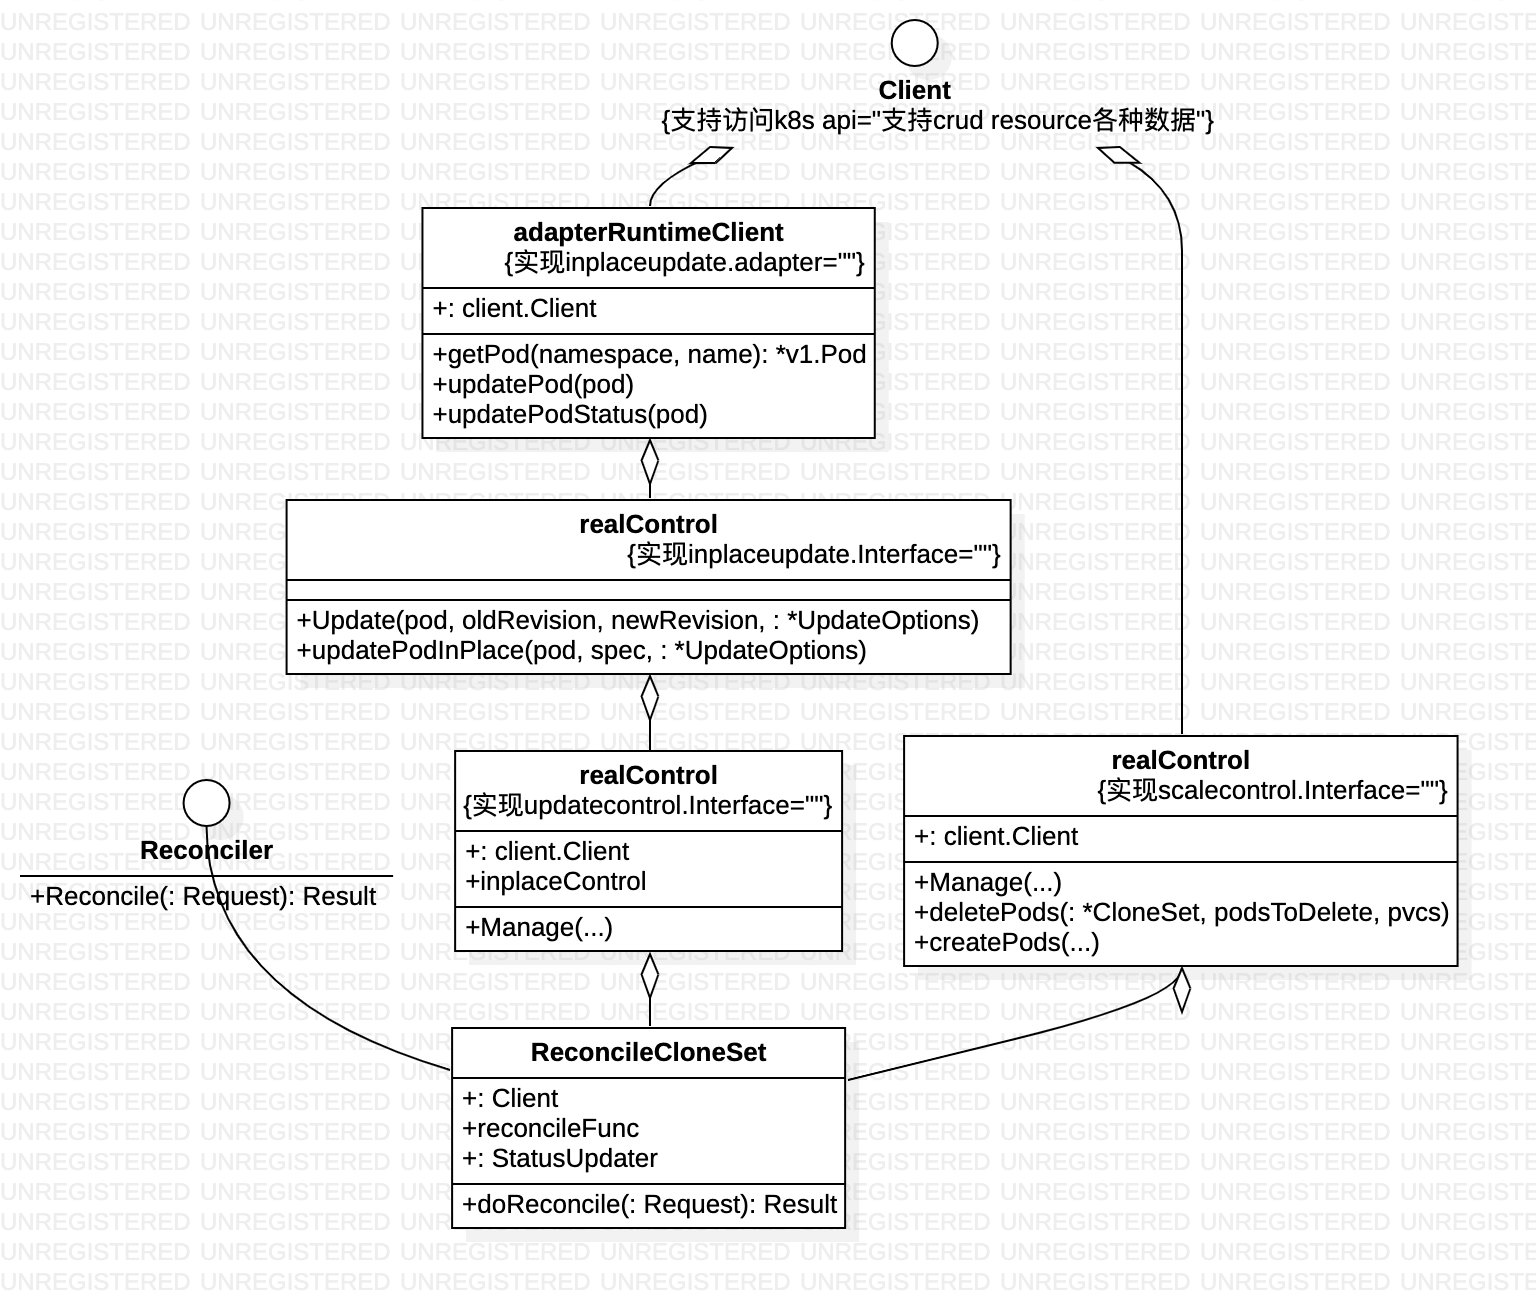 Client
{支持访问k8s api="支持crud resource各种数据"}
adapterRuntimeClient
{实现inplaceupdate.adapter=""}
+: client.Client
+getPod(namespace, name): *v1.Pod
+updatePod(pod)
+updatePodStatus(pod)
realControl
{实现inplaceupdate.Interface=""}
+Update(pod, oldRevision, newRevision, : *UpdateOptions)
+updatePodInPlace(pod, spec, : *UpdateOptions)
realControl
{实现updatecontrol.Interface=""}
+: client.Client
+inplaceControl
+Manage(...)
realControl
{实现scalecontrol.Interface=""}
+: client.Client
+Manage(...)
+deletePods(: *CloneSet, podsToDelete, pvcs)
+createPods(...)
Reconciler
+Reconcile(: Request): Result
ReconcileCloneSet
+: Client
+reconcileFunc
+: StatusUpdater
+doReconcile(: Request): Result
UNREGISTERED